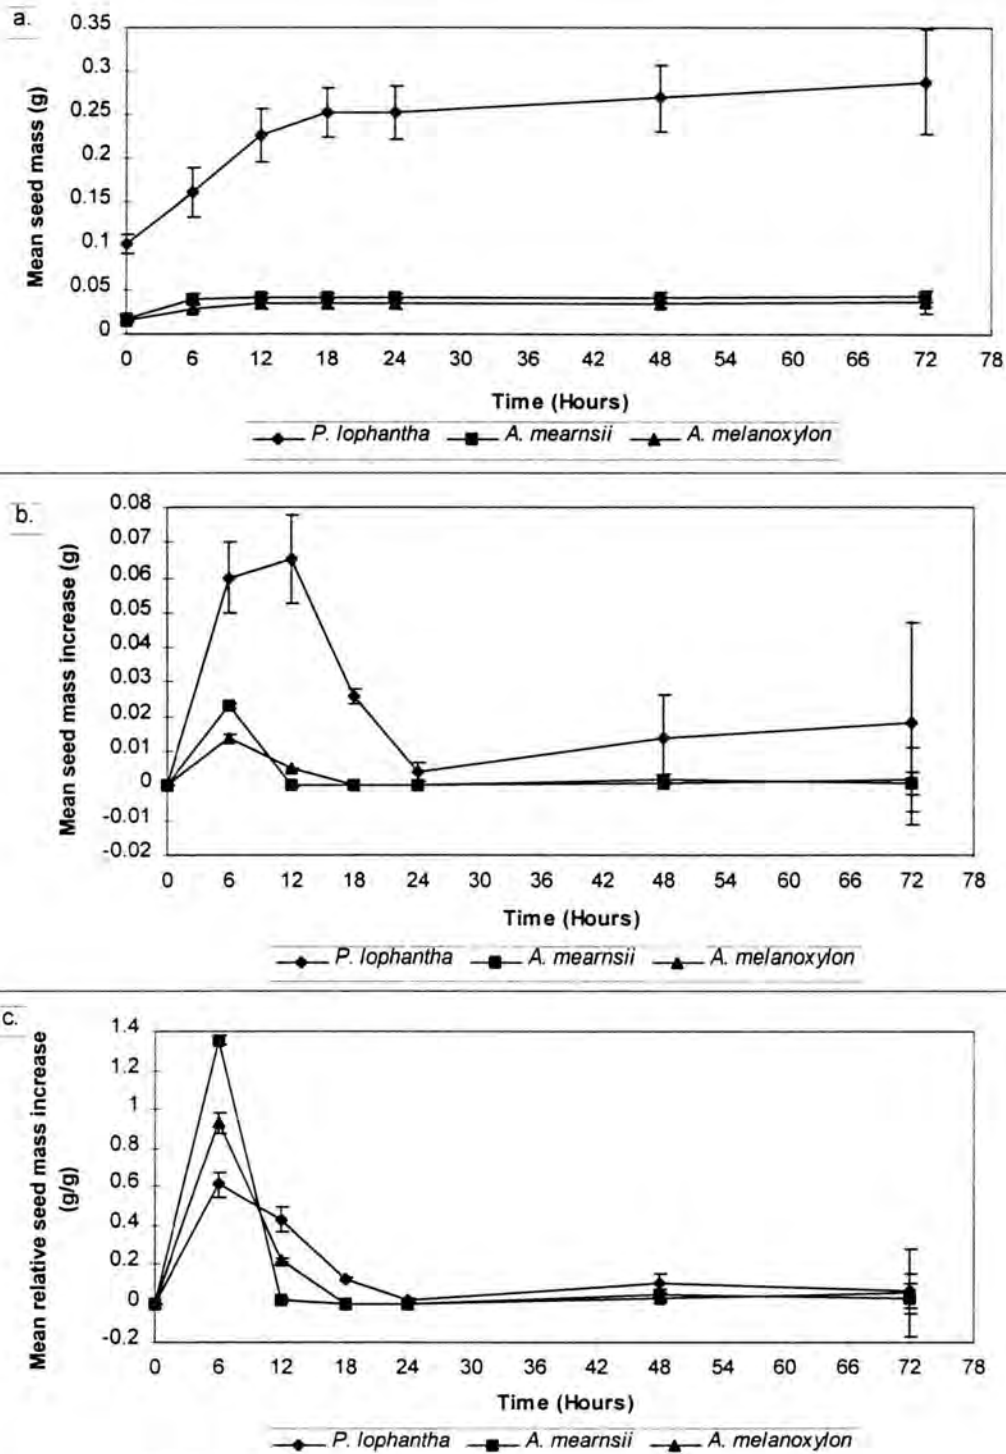 a.
Mean seed mass (g)
0.35
0.3
0.25
0.2
0.15
0.1
0.05
0
0 6 12 18 24 30 36 42 48 54 60 66 72 78
Time (Hours)
P. lophantha A. mearnsii A. melanoxylon
b.
Mean seed mass increase (g)
0.08
0.07
0.06
0.05
0.04
0.03
0.02
0.01
0
-0.01
-0.02
0 6 12 18 24 30 36 42 48 54 60 66 72 78
Time (Hours)
P. lophantha A. mearnsii A. melanoxylon
c.
Mean relative seed mass increase
(g/g)
1.4
1.2
1
0.8
0.6
0.4
0.2
0
-0.2
0 6 12 18 24 30 36 42 48 54 60 66 72 78
Time (Hours)
P. lophantha A. mearnsii A. melanoxylon